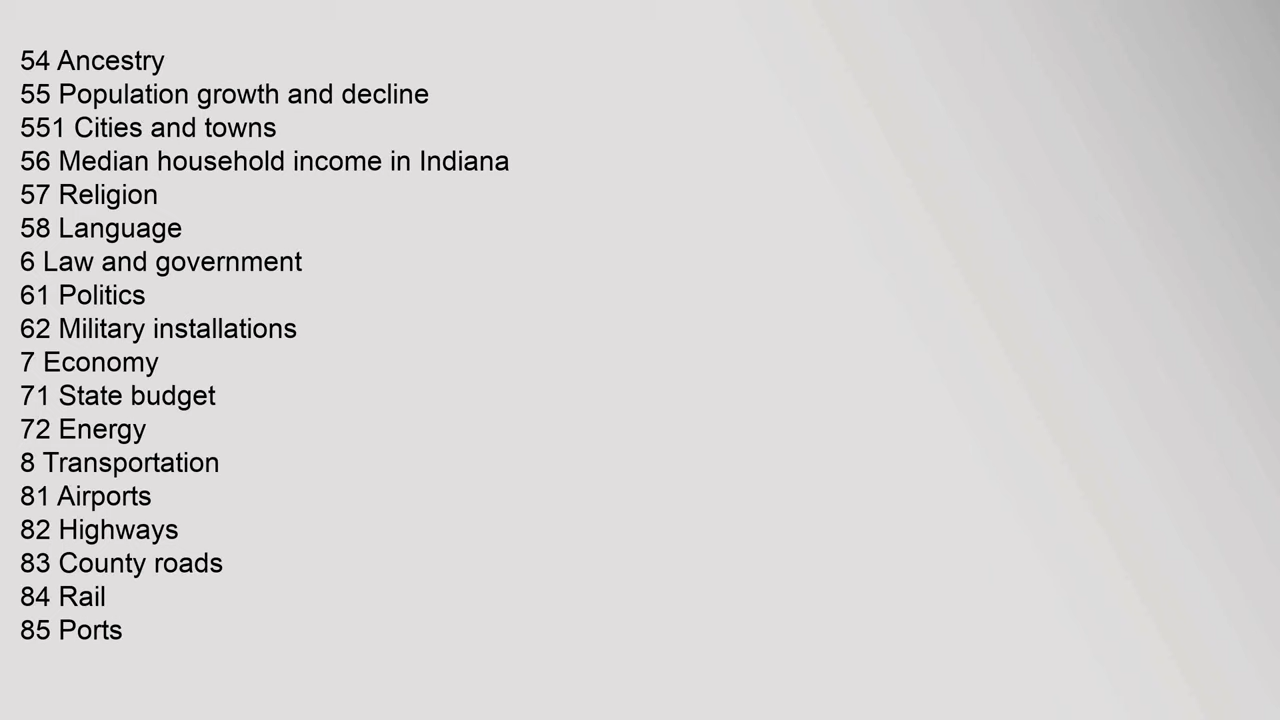 54 Ancestry
55 Population growth and decline
551 Cities and towns
56 Median household income in Indiana
57 Religion
58 Language
6 Law and government
61 Politics
62 Military installations
7 Economy
71 State budget
72 Energy
8 Transportation
81 Airports
82 Highways
83 County roads
84 Rail
85 Ports